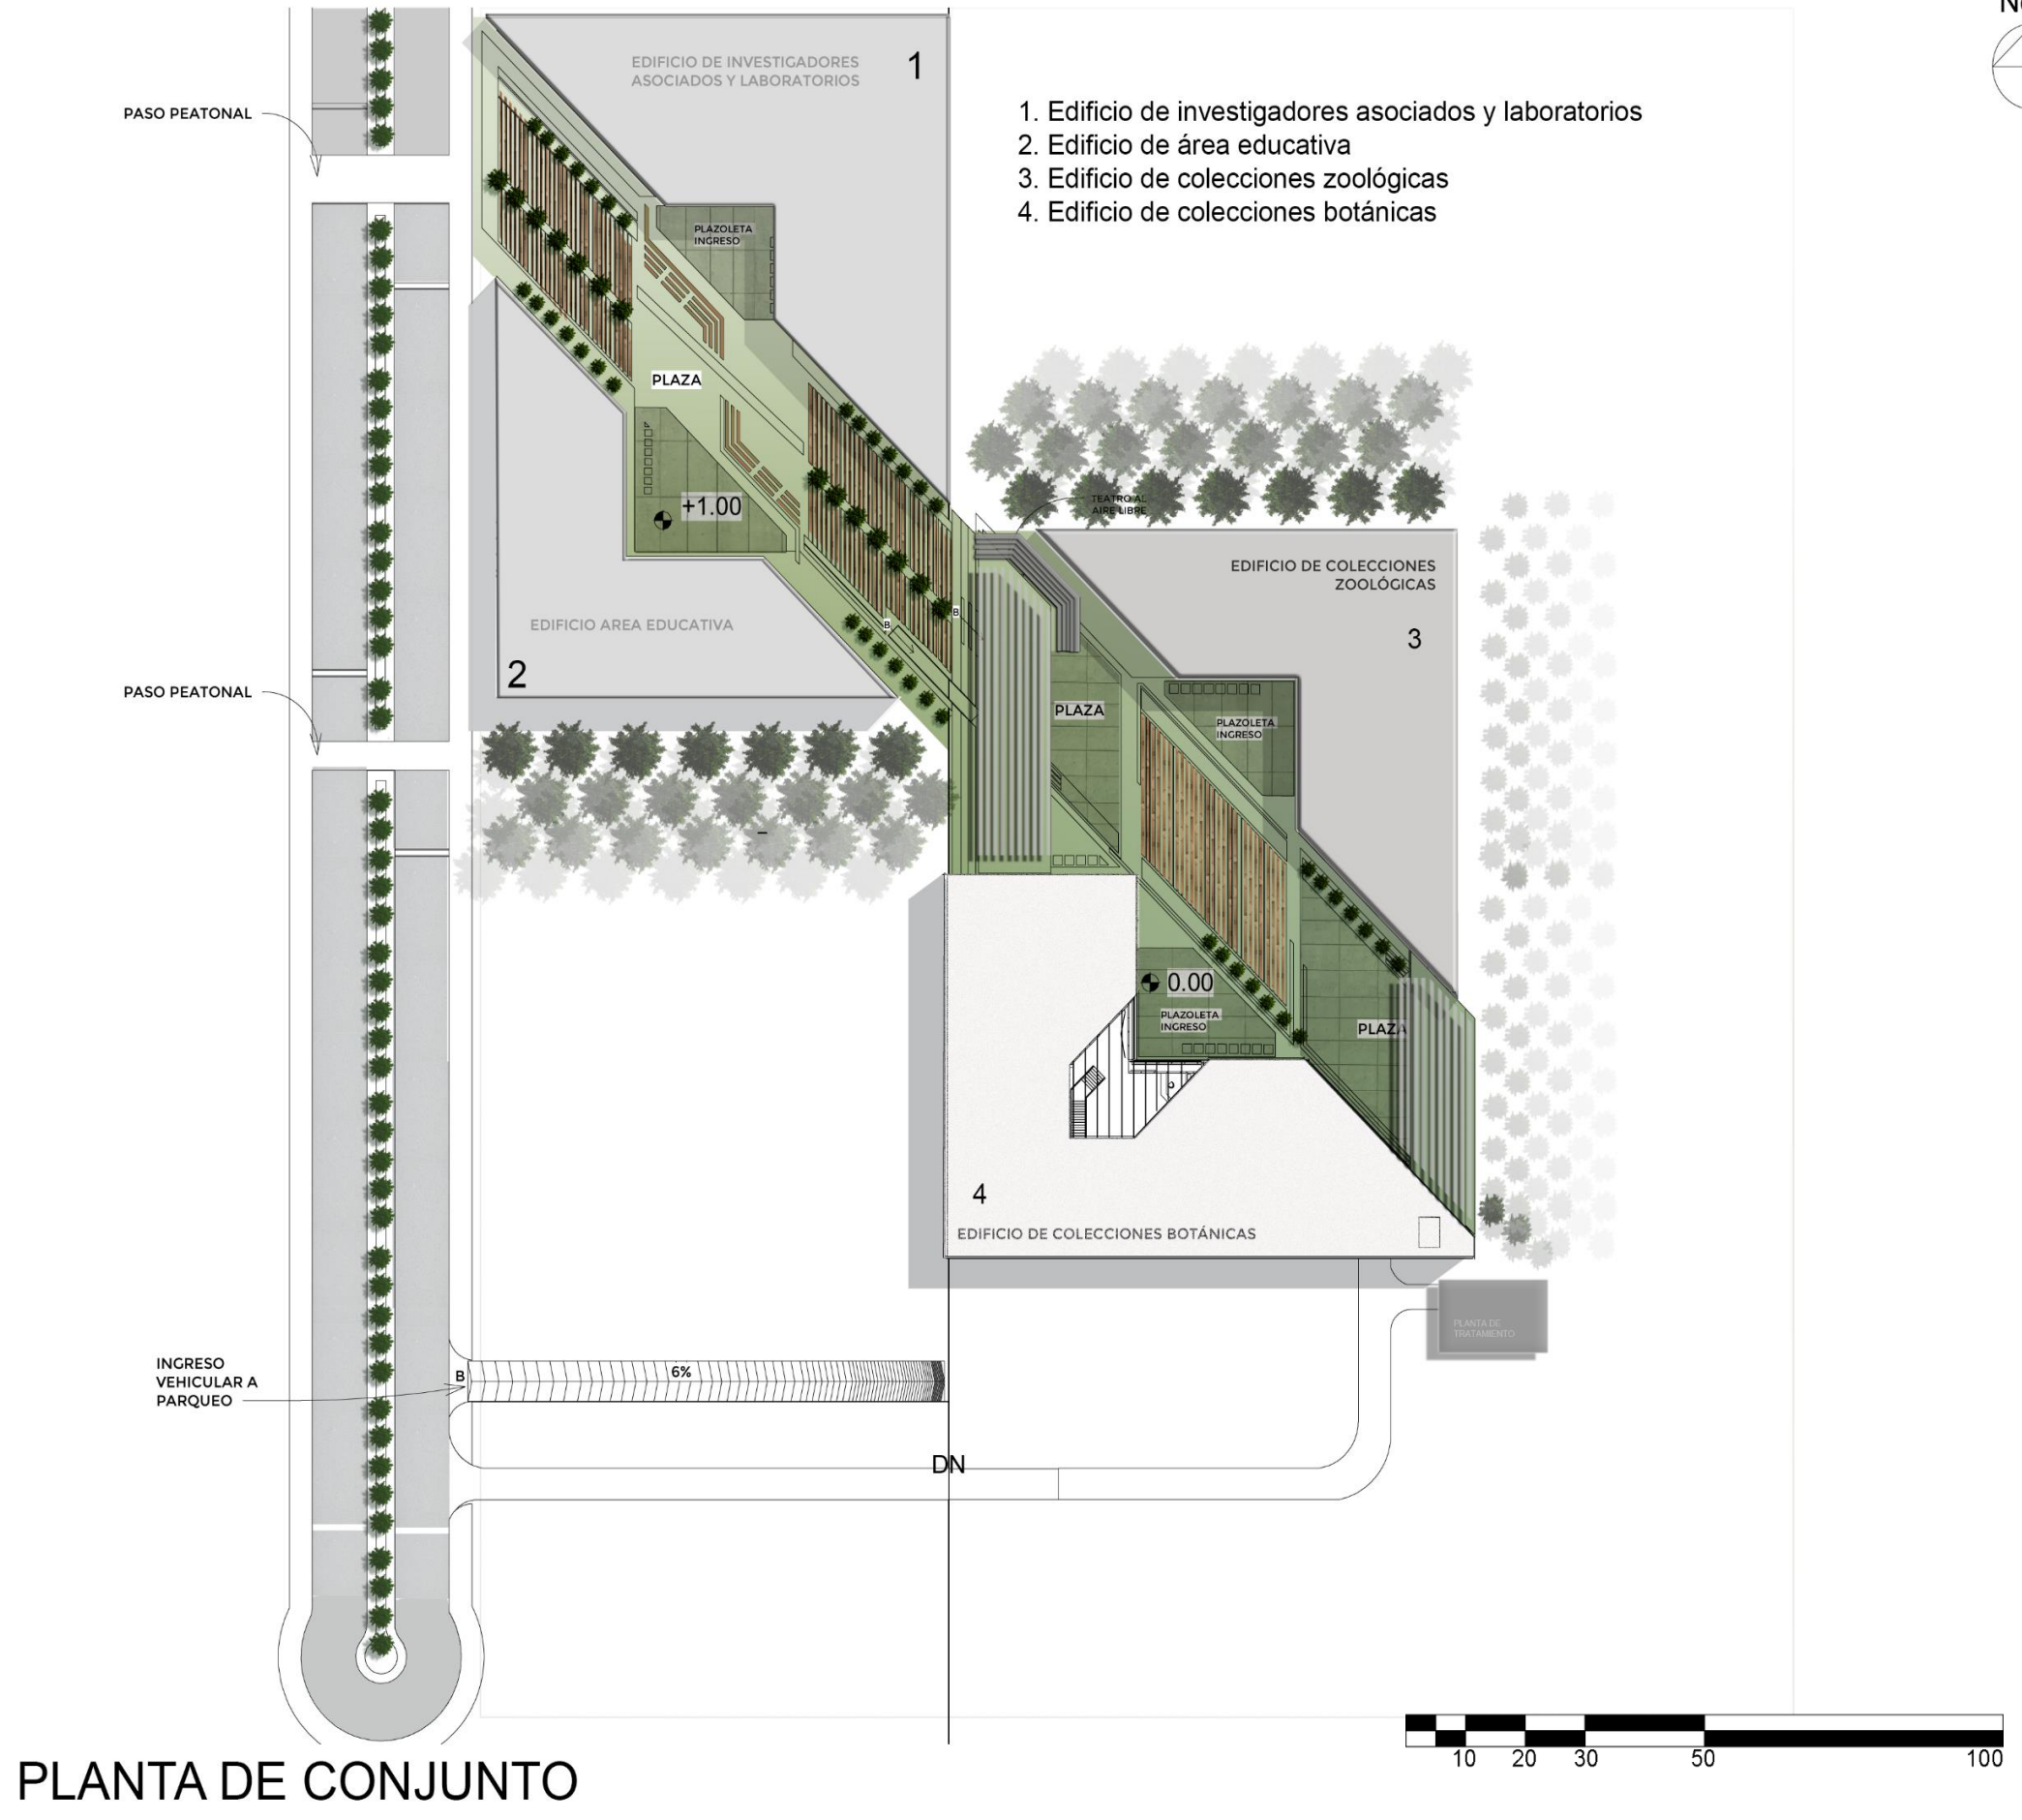 PASO PEATONAL
EDIFICIO DE INVESTIGADORES
ASOCIADOS Y LABORATORIOS
1
1. Edificio de investigadores asociados y laboratorios
2. Edificio de área educativa
3. Edificio de colecciones zoológicas
4. Edificio de colecciones botánicas
PLAZOLETA
INGRESO
PLAZA
+1.00
TEATRO AL
AIRE LIBRE
EDIFICIO DE COLECCIONES
ZOOLÓGICAS
3
EDIFICIO AREA EDUCATIVA
2
B
B
PASO PEATONAL
PLAZA
PLAZOLETA
INGRESO
0.00
PLAZOLETA
INGRESO
PLAZA
4
EDIFICIO DE COLECCIONES BOTÁNICAS
PLANTA DE
TRATAMIENTO
INGRESO
VEHICULAR A
PARQUEO
B
6%
DN
10 20 30 50 100
PLANTA DE CONJUNTO